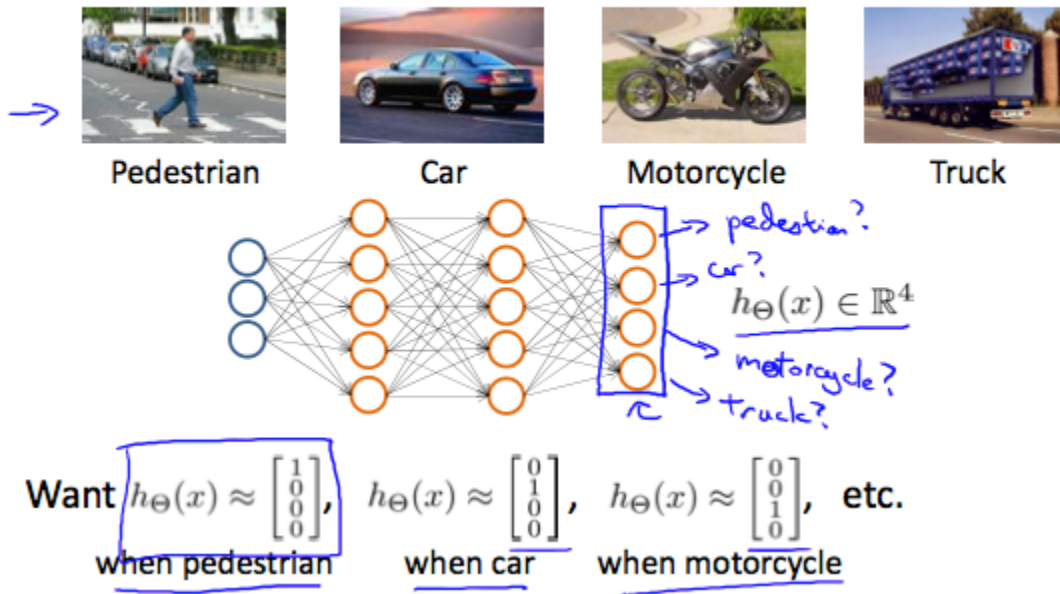 Pedestrian Car Motorcycle Truck
pedestian?
car?
hΘ(x) ∈ ℝ⁴
motorcycle?
truck?
Want hΘ(x) ≈ [1 0 0 0], hΘ(x) ≈ [0 1 0 0], hΘ(x) ≈ [0 0 1 0], etc.
when pedestrian when car when motorcycle